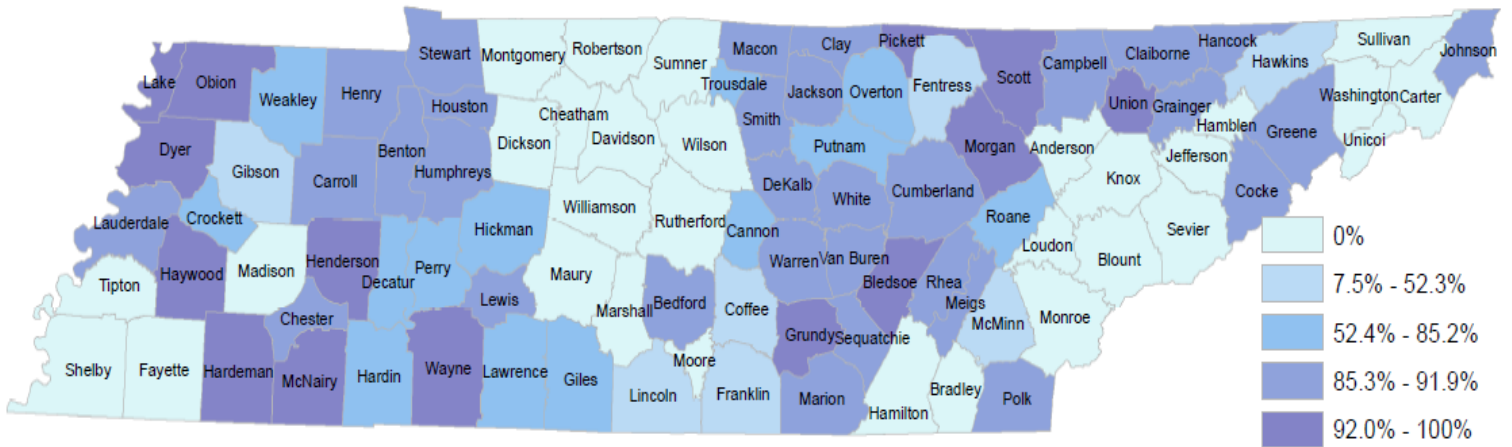 Stewart
Montgomery
Robertson
Sumner
Macon
Clay
Pickett
Fentress
Scott
Campbell
Claiborne
Hancock
Hawkins
Sullivan
Johnson
Lake
Obion
Weakley
Henry
Houston
Trousdale
Jackson
Overton
Union
Grainger
Hamblen
Washington
Carter
Cheatham
Davidson
Dickson
Wilson
Smith
Putnam
Morgan
Anderson
Jefferson
Greene
Unicoi
Dyer
Gibson
Carroll
Benton
Humphreys
DeKalb
White
Cumberland
Roane
Knox
Sevier
Cocke
Lauderdale
Crockett
Williamson
Rutherford
Hickman
Cannon
Loudon
Blount
Tipton
Haywood
Madison
Henderson
Decatur
Perry
Lewis
Maury
Marshall
Bedford
Coffee
Warren
Van Buren
Bledsoe
Rhea
Meigs
McMinn
Monroe
Chester
Grundy
Sequatchie
Shelby
Fayette
Hardeman
McNairy
Hardin
Wayne
Lawrence
Giles
Lincoln
Moore
Franklin
Marion
Hamilton
Bradley
Polk
0%
7.5% - 52.3%
52.4% - 85.2%
85.3% - 91.9%
92.0% - 100%